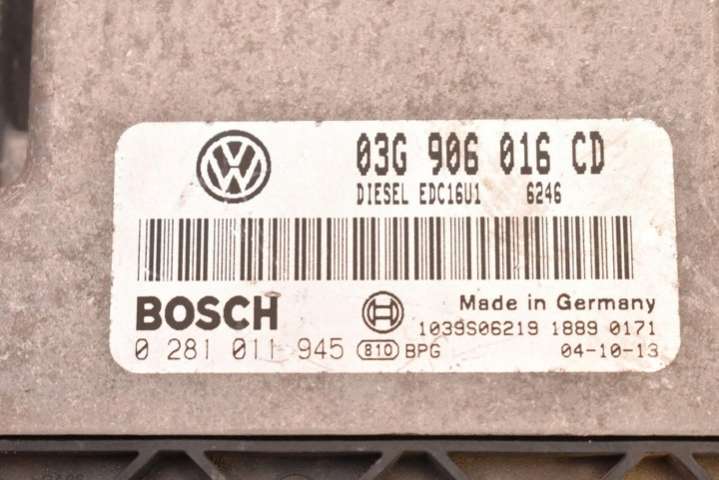 03G 906 016 CD
DIESEL EDC16U1 6246
BOSCH
Made in Germany
1039S06219 1889 0171
0 281 011 945 810 BPG 04-10-13